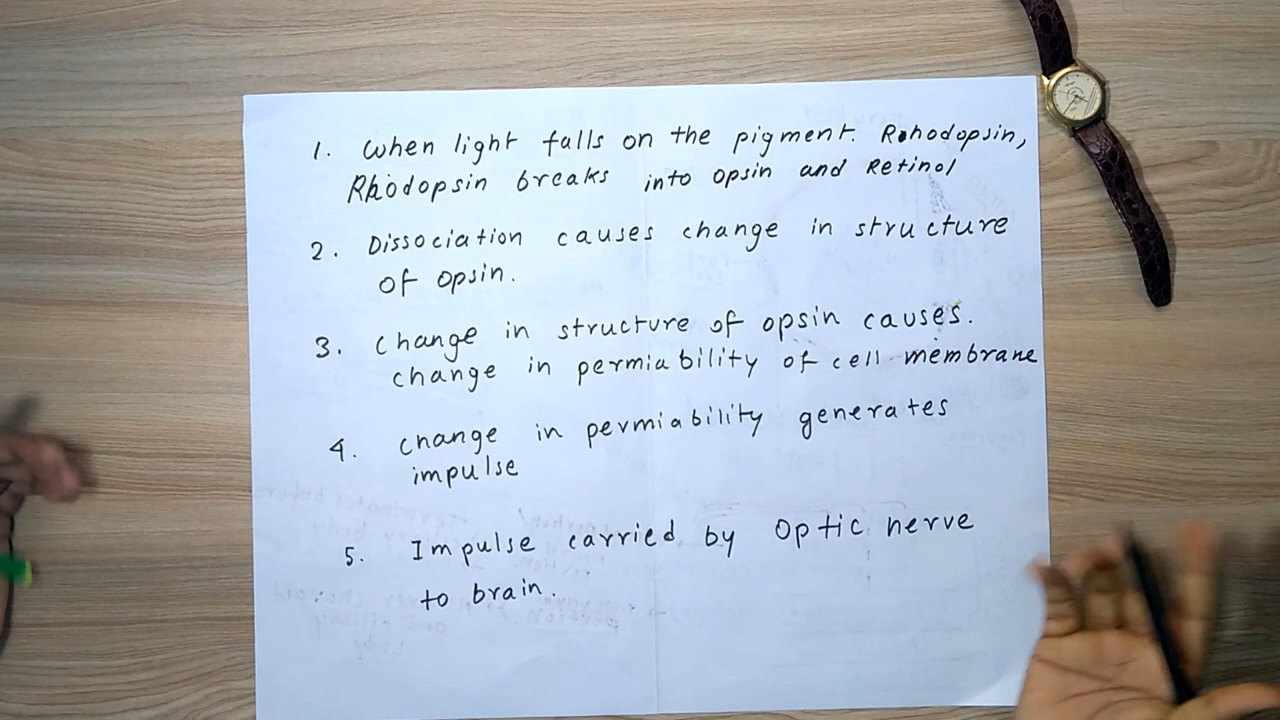 1. When light falls on the pigment. Rohodopsin,
Rhodopsin breaks into opsin and Retinol
2. Dissociation causes change in structure
of opsin.
3. Change in structure of opsin causes.
change in permiability of cell membrane
4. Change in permiability generates
impulse
5. Impulse carried by Optic nerve
to brain.